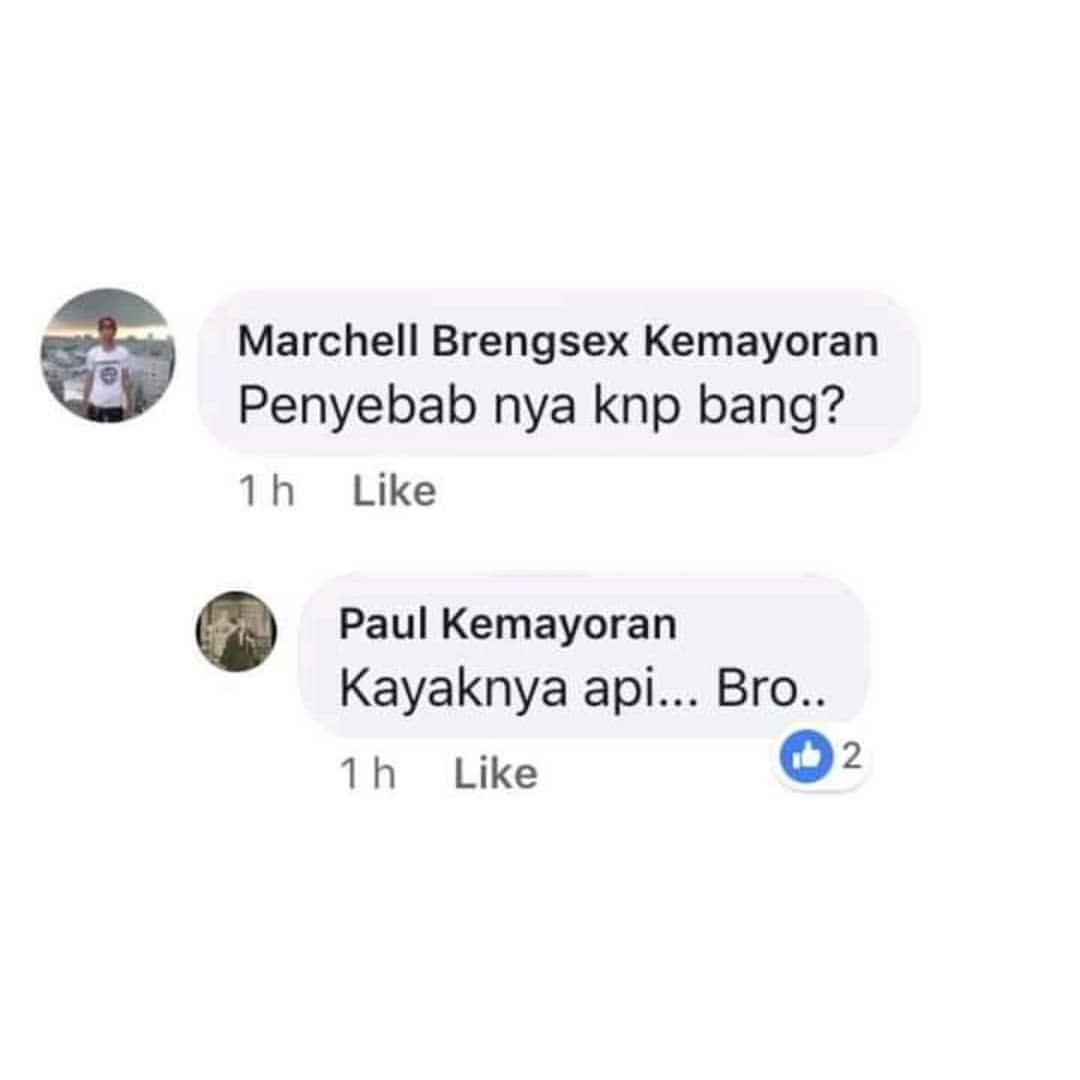 Marchell Brengsex Kemayoran
Penyebab nya knp bang?
1 h Like
Paul Kemayoran
Kayaknya api... Bro..
1 h Like 2